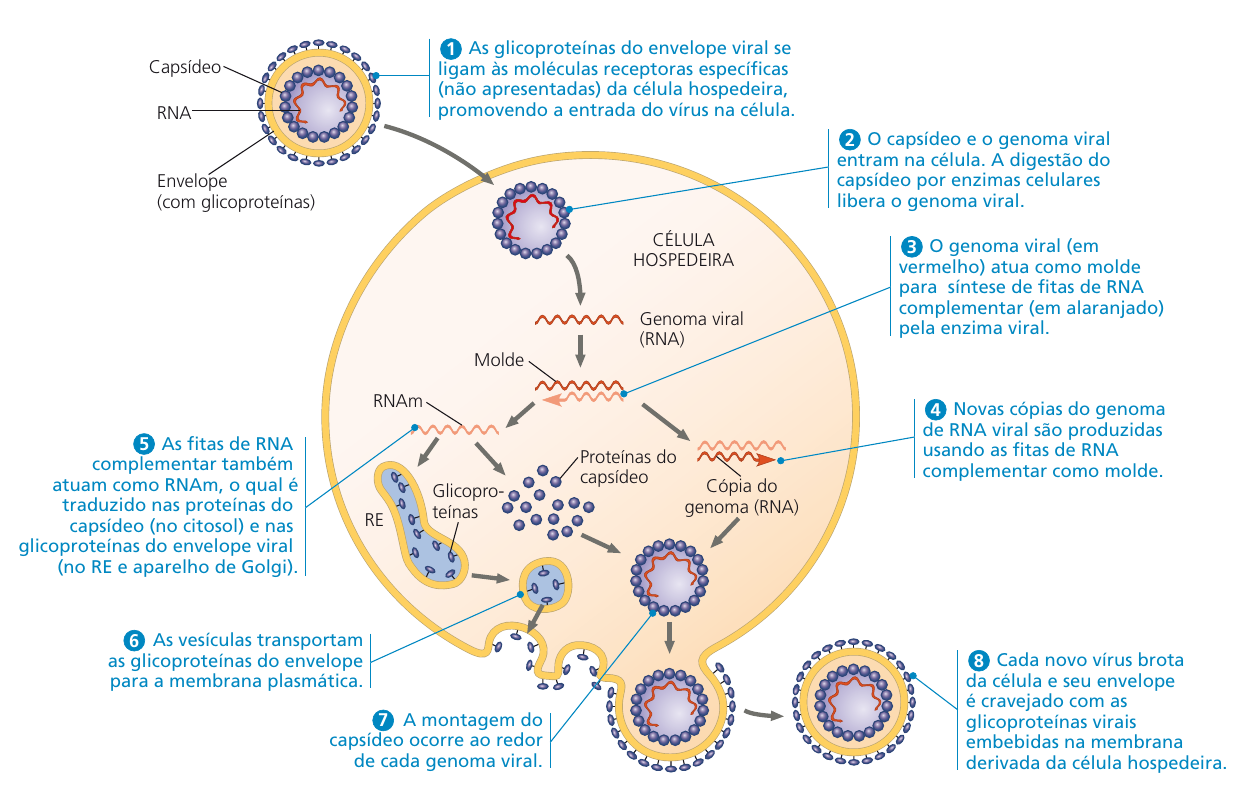 1 As glicoproteínas do envelope viral se
ligam às moléculas receptoras específicas
(não apresentadas) da célula hospedeira,
promovendo a entrada do vírus na célula.
Capsídeo
RNA
Envelope
(com glicoproteínas)
2 O capsídeo e o genoma viral
entram na célula. A digestão do
capsídeo por enzimas celulares
libera o genoma viral.
CÉLULA
HOSPEDEIRA
3 O genoma viral (em
vermelho) atua como molde
para síntese de fitas de RNA
complementar (em alaranjado)
pela enzima viral.
Genoma viral
(RNA)
Molde
RNAm
4 Novas cópias do genoma
de RNA viral são produzidas
usando as fitas de RNA
complementar como molde.
5 As fitas de RNA
complementar também
atuam como RNAm, o qual é
traduzido nas proteínas do
capsídeo (no citosol) e nas
glicoproteínas do envelope viral
(no RE e aparelho de Golgi).
Proteínas do
capsídeo
Cópia do
genoma (RNA)
RE
Glicopro-
teínas
6 As vesículas transportam
as glicoproteínas do envelope
para a membrana plasmática.
7 A montagem do
capsídeo ocorre ao redor
de cada genoma viral.
8 Cada novo vírus brota
da célula e seu envelope
é cravejado com as
glicoproteínas virais
embebidas na membrana
derivada da célula hospedeira.